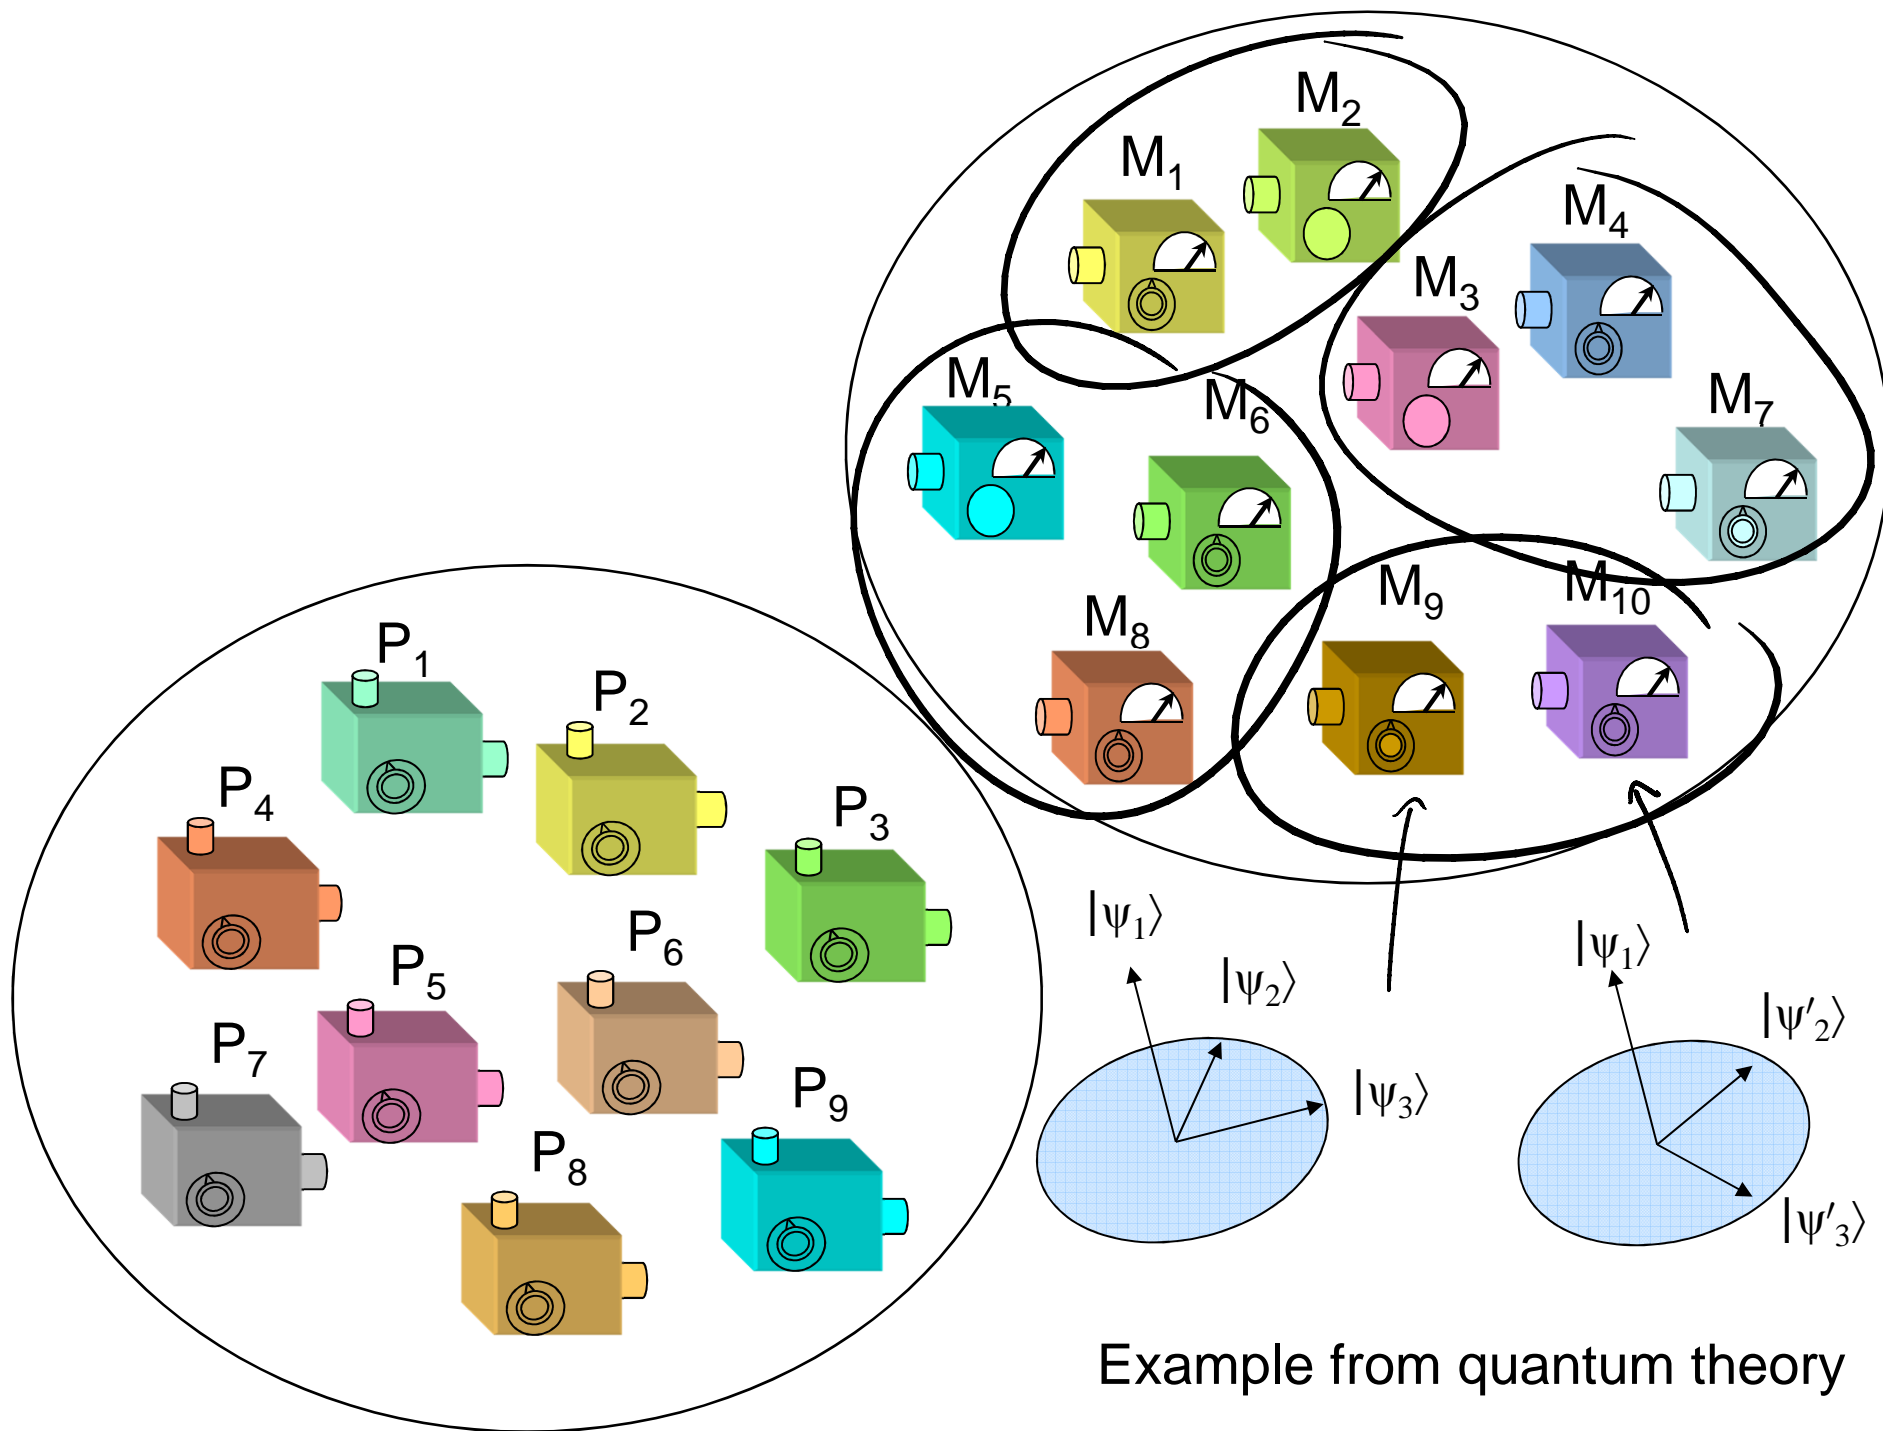 M₂
M₁
M₄
M₃
M₅
M₆
M₇
M₉
M₁₀
M₈
P₁
P₂
P₄
P₃
P₆
P₅
P₇
P₉
P₈
|ψ₁⟩
|ψ₂⟩
|ψ₃⟩
|ψ₁⟩
|ψ′₂⟩
|ψ′₃⟩
Example from quantum theory